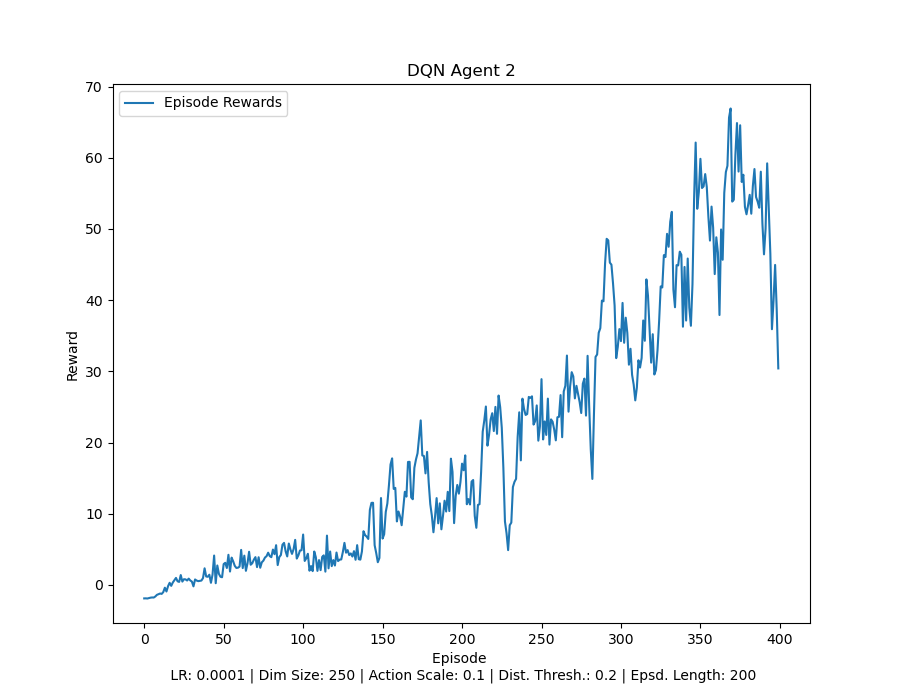 DQN Agent 2
Episode Rewards
70
60
50
40
30
20
10
0
Reward
0 50 100 150 200 250 300 350 400
Episode
LR: 0.0001 | Dim Size: 250 | Action Scale: 0.1 | Dist. Thresh.: 0.2 | Epsd. Length: 200